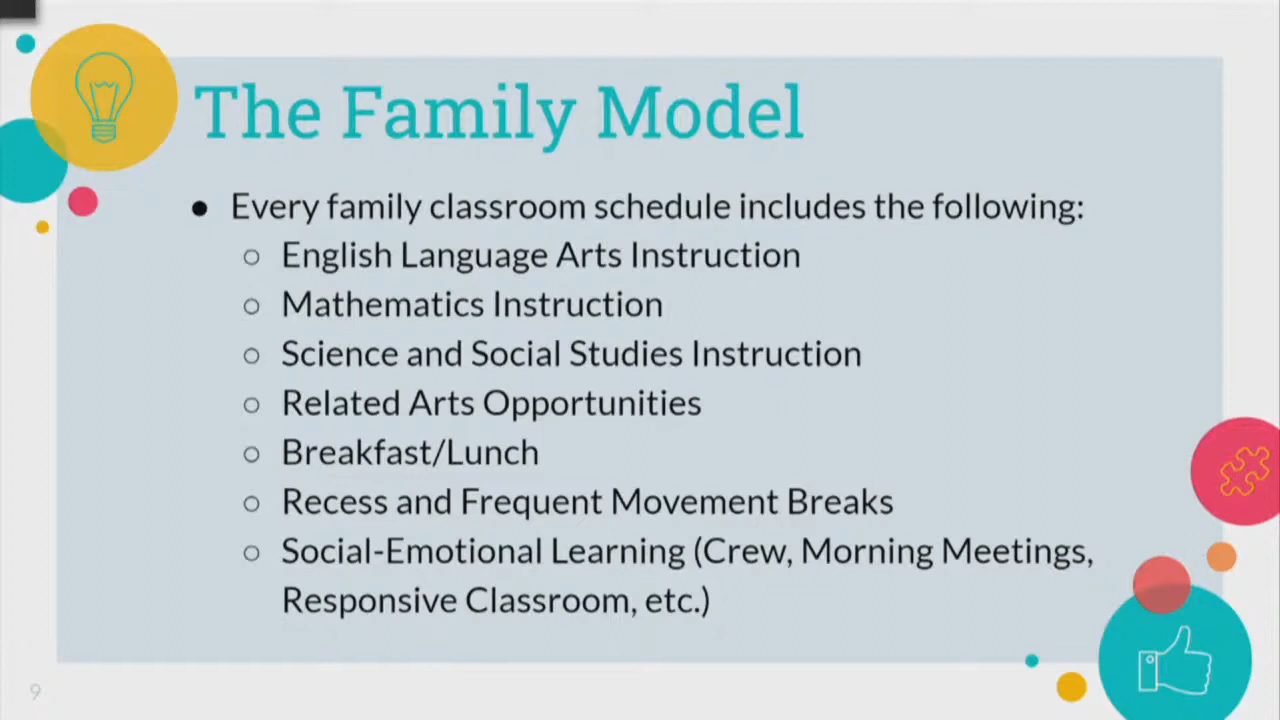 The Family Model
● Every family classroom schedule includes the following:
○ English Language Arts Instruction
○ Mathematics Instruction
○ Science and Social Studies Instruction
○ Related Arts Opportunities
○ Breakfast/Lunch
○ Recess and Frequent Movement Breaks
○ Social-Emotional Learning (Crew, Morning Meetings,
Responsive Classroom, etc.)
9